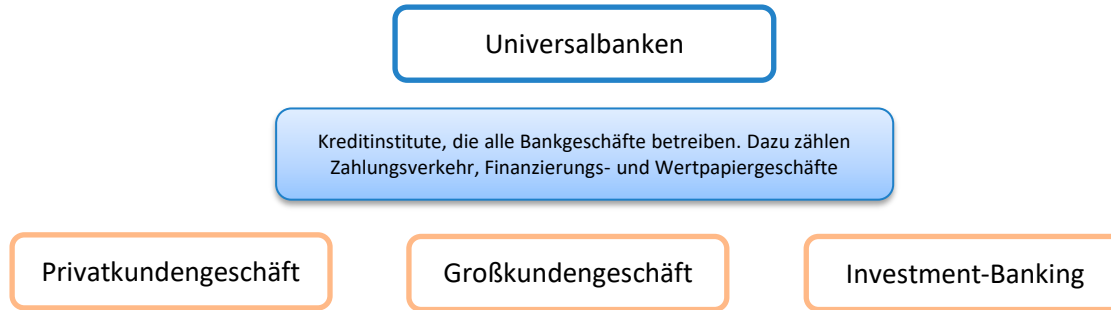 Universalbanken
Kreditinstitute, die alle Bankgeschäfte betreiben. Dazu zählen
Zahlungsverkehr, Finanzierungs- und Wertpapiergeschäfte
Privatkundengeschäft
Großkundengeschäft
Investment-Banking